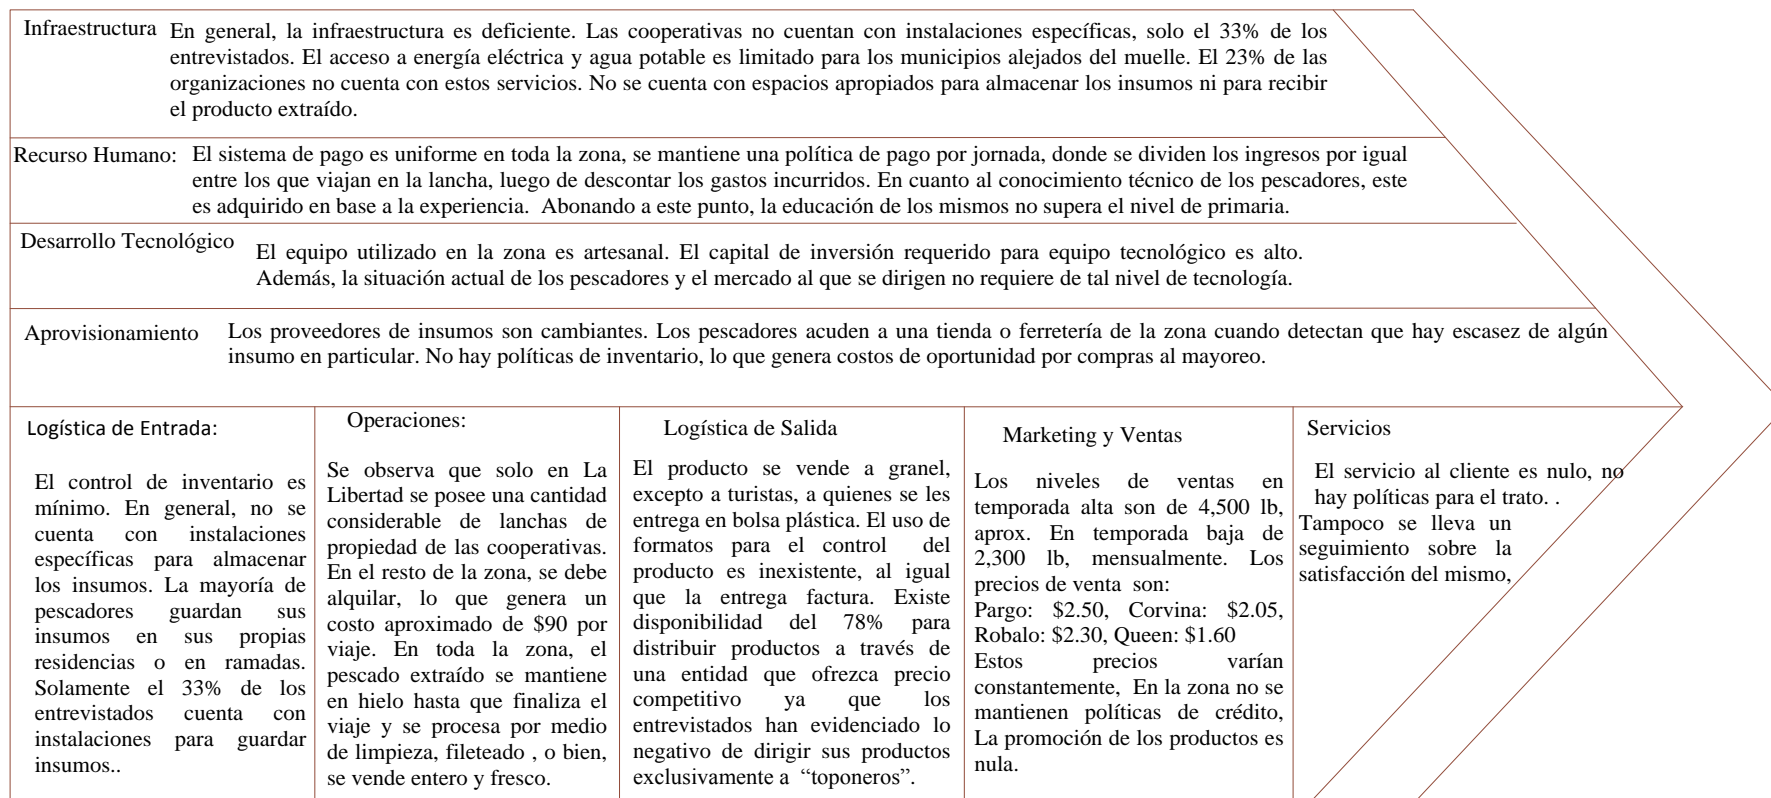 Infraestructura
En general, la infraestructura es deficiente. Las cooperativas no cuentan con instalaciones específicas, solo el 33% de los
entrevistados. El acceso a energía eléctrica y agua potable es limitado para los municipios alejados del muelle. El 23% de las
organizaciones no cuenta con estos servicios. No se cuenta con espacios apropiados para almacenar los insumos ni para recibir
el producto extraído.
Recurso Humano:
El sistema de pago es uniforme en toda la zona, se mantiene una política de pago por jornada, donde se dividen los ingresos por igual
entre los que viajan en la lancha, luego de descontar los gastos incurridos. En cuanto al conocimiento técnico de los pescadores, este
es adquirido en base a la experiencia. Abonando a este punto, la educación de los mismos no supera el nivel de primaria.
Desarrollo Tecnológico
El equipo utilizado en la zona es artesanal. El capital de inversión requerido para equipo tecnológico es alto.
Además, la situación actual de los pescadores y el mercado al que se dirigen no requiere de tal nivel de tecnología.
Aprovisionamiento
Los proveedores de insumos son cambiantes. Los pescadores acuden a una tienda o ferretería de la zona cuando detectan que hay escasez de algún
insumo en particular. No hay políticas de inventario, lo que genera costos de oportunidad por compras al mayoreo.
Logística de Entrada:
El control de inventario es
mínimo. En general, no se
cuenta con instalaciones
específicas para almacenar
los insumos. La mayoría de
pescadores guardan sus
insumos en sus propias
residencias o en ramadas.
Solamente el 33% de los
entrevistados cuenta con
instalaciones para guardar
insumos..
Operaciones:
Se observa que solo en La
Libertad se posee una cantidad
considerable de lanchas de
propiedad de las cooperativas.
En el resto de la zona, se debe
alquilar, lo que genera un
costo aproximado de $90 por
viaje. En toda la zona, el
pescado extraído se mantiene
en hielo hasta que finaliza el
viaje y se procesa por medio
de limpieza, fileteado , o bien,
se vende entero y fresco.
Logística de Salida
El producto se vende a granel,
excepto a turistas, a quienes se les
entrega en bolsa plástica. El uso de
formatos para el control del
producto es inexistente, al igual
que la entrega factura. Existe
disponibilidad del 78% para
distribuir productos a través de
una entidad que ofrezca precio
competitivo ya que los
entrevistados han evidenciado lo
negativo de dirigir sus productos
exclusivamente a “toponeros”.
Marketing y Ventas
Los niveles de ventas en
temporada alta son de 4,500 lb,
aprox. En temporada baja de
2,300 lb, mensualmente. Los
precios de venta son:
Pargo: $2.50, Corvina: $2.05,
Robalo: $2.30, Queen: $1.60
Estos precios varían
constantemente, En la zona no se
mantienen políticas de crédito,
La promoción de los productos es
nula.
Servicios
El servicio al cliente es nulo, no
hay políticas para el trato. .
Tampoco se lleva un
seguimiento sobre la
satisfacción del mismo,